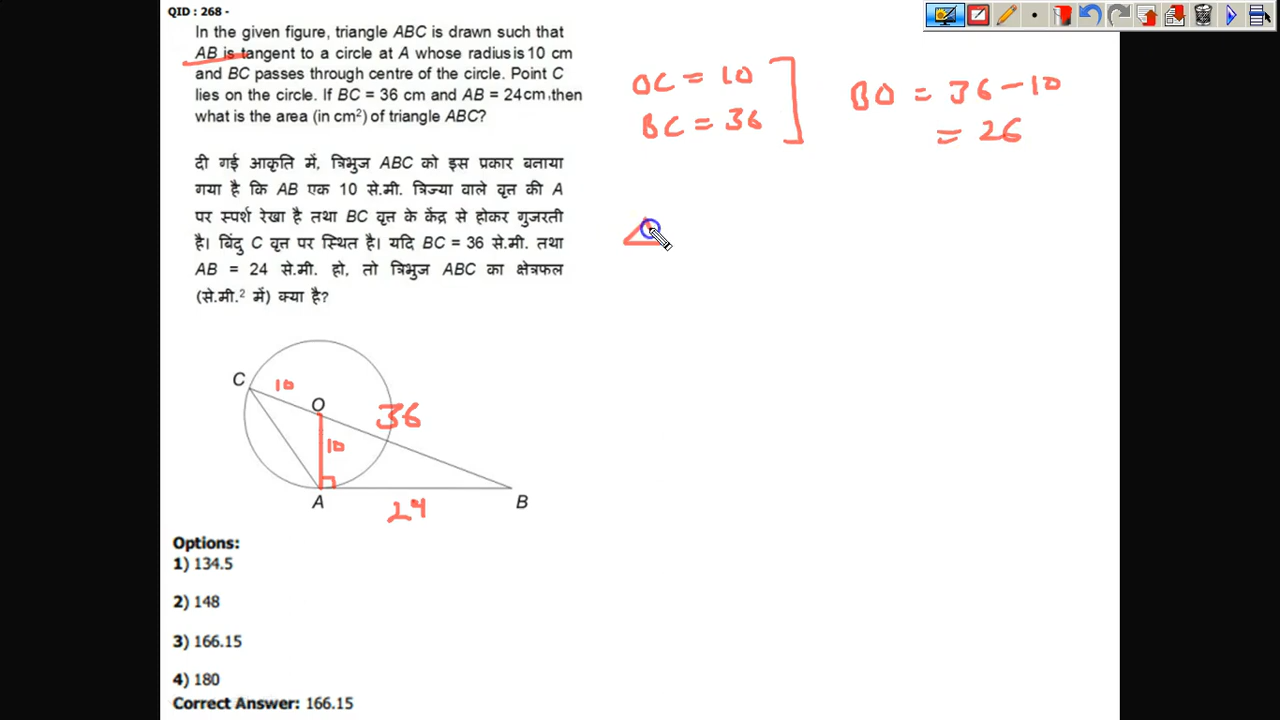 QID : 268 -
In the given figure, triangle ABC is drawn such that
AB is tangent to a circle at A whose radius is 10 cm
and BC passes through centre of the circle. Point C
lies on the circle. If BC = 36 cm and AB = 24cm, then
what is the area (in cm²) of triangle ABC?
दी गई आकृति में, त्रिभुज ABC को इस प्रकार बनाया
गया है कि AB एक 10 से.मी. त्रिज्या वाले वृत्त की A
पर स्पर्श रेखा है तथा BC वृत्त के केंद्र से होकर गुजरती
है। बिंदु C वृत्त पर स्थित है। यदि BC = 36 से.मी. तथा
AB = 24 से.मी. हो, तो त्रिभुज ABC का क्षेत्रफल
(से.मी.² में) क्या है?
OC = 10
BC = 36
BO = 36-10
= 26
C
10
O
36
10
A
24
B
Options:
1) 134.5
2) 148
3) 166.15
4) 180
Correct Answer: 166.15